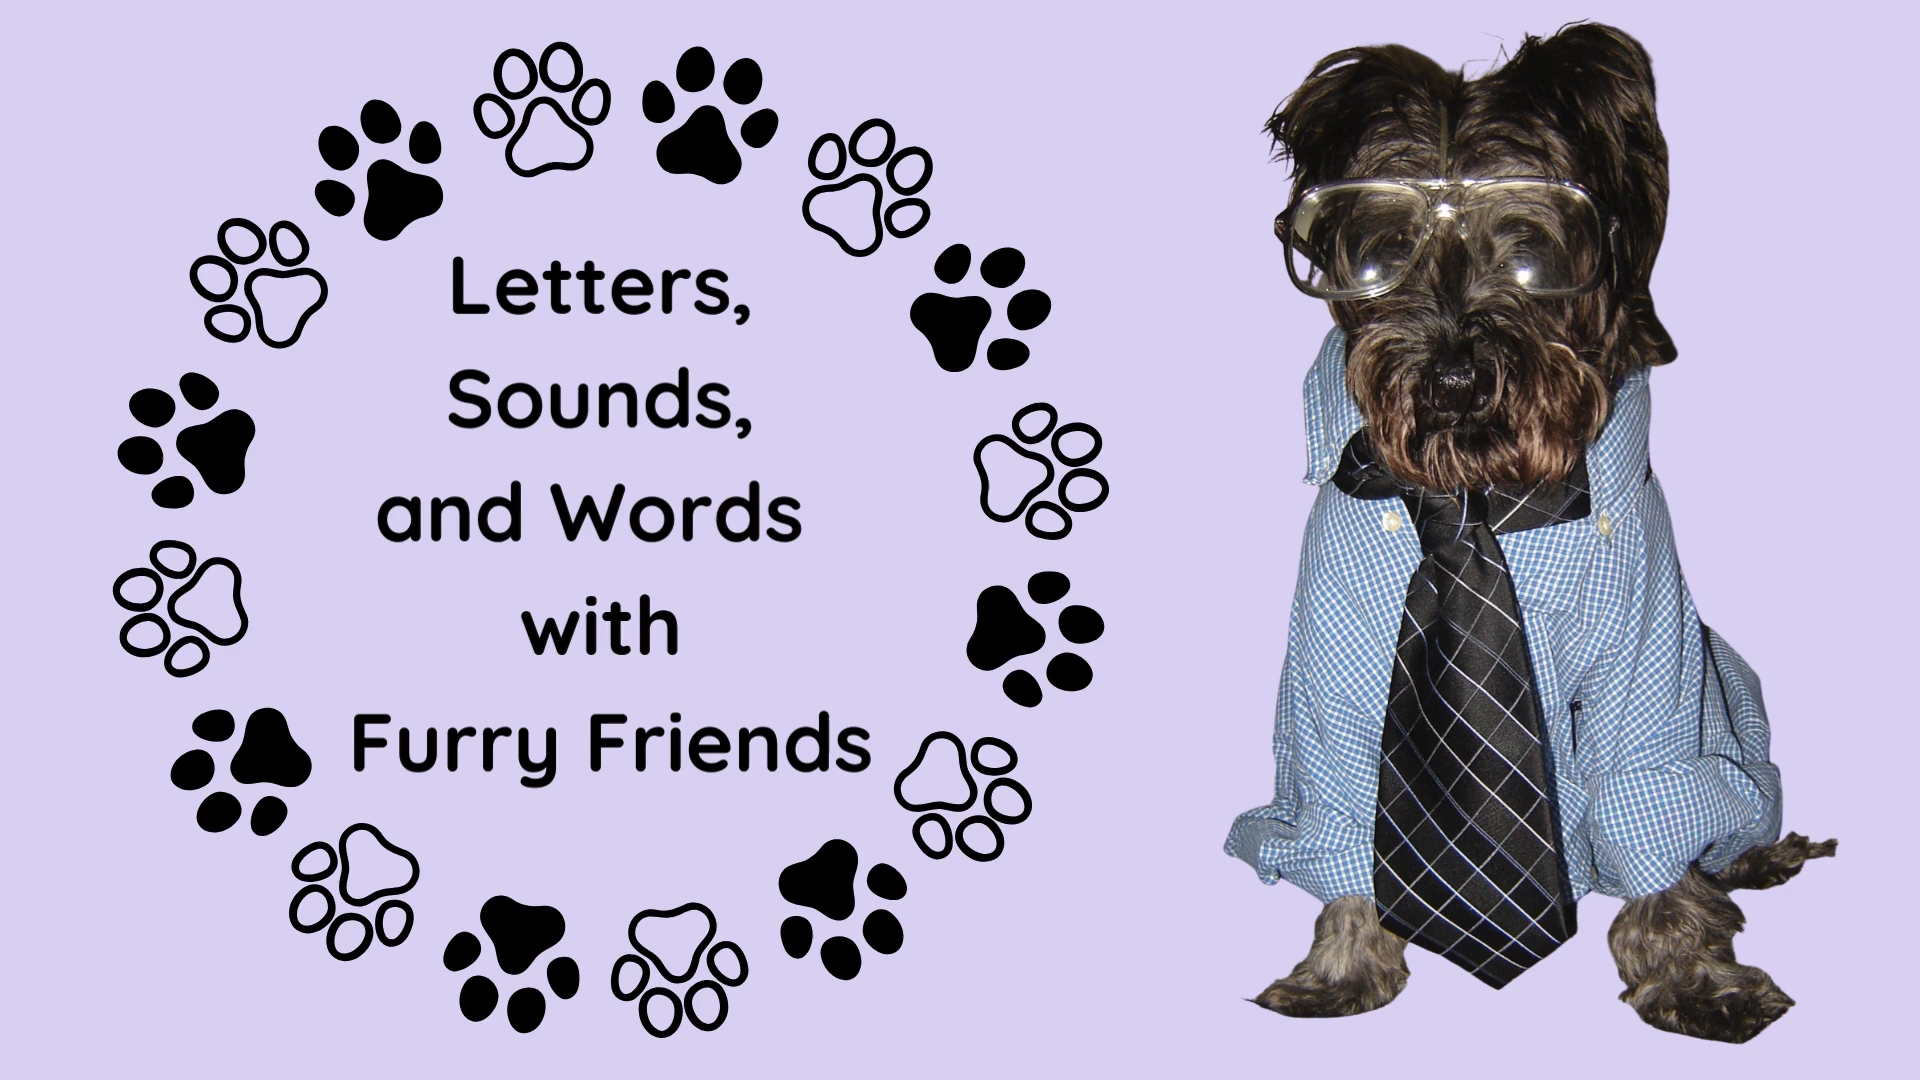 Letters,
Sounds,
and Words
with
Furry Friends